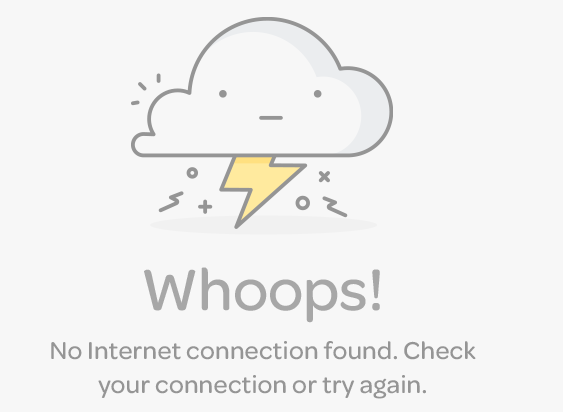 Whoops!
No Internet connection found. Check
your connection or try again.